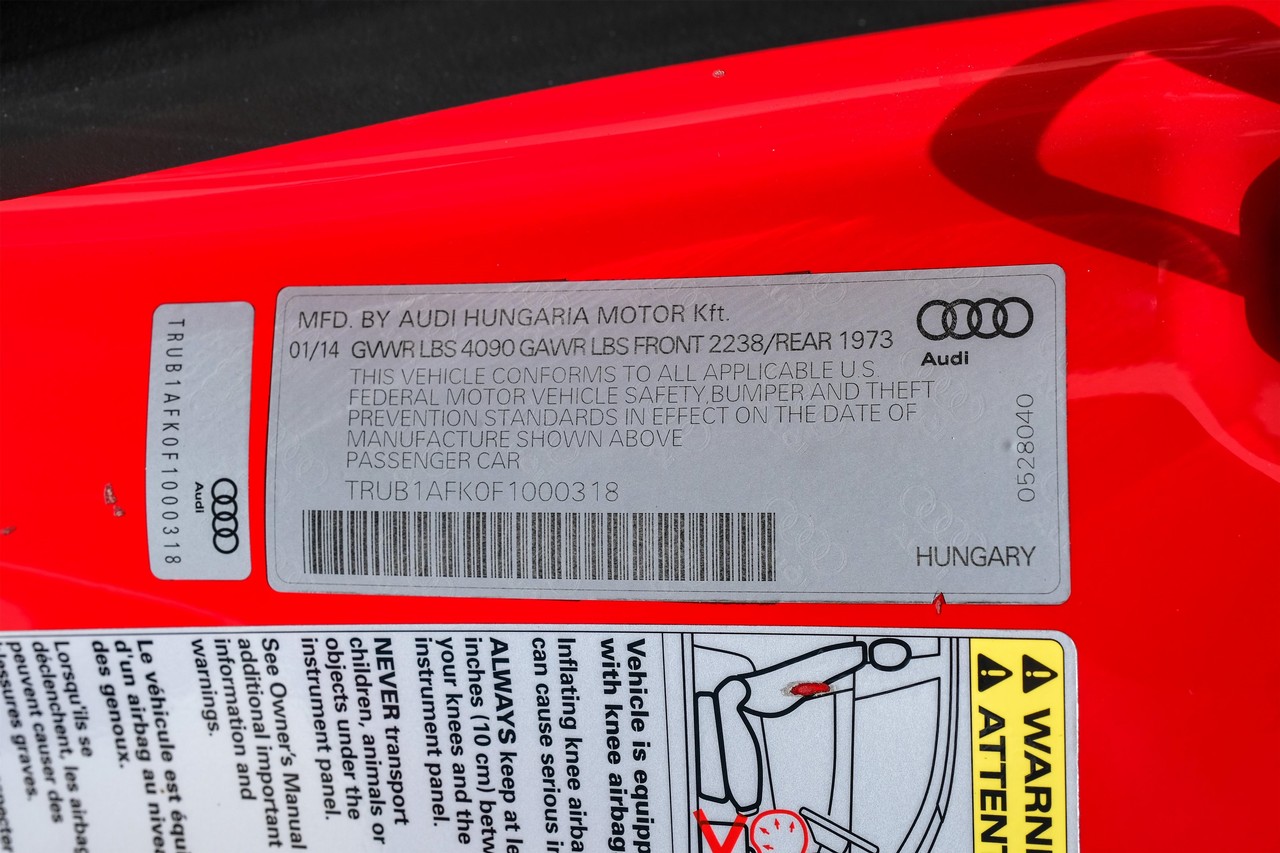 TRUB1AFK0F1000318
Audi
MFD. BY AUDI HUNGARIA MOTOR Kft.
01/14 GVWR LBS 4090 GAWR LBS FRONT 2238/REAR 1973
Audi
THIS VEHICLE CONFORMS TO ALL APPLICABLE U.S.
FEDERAL MOTOR VEHICLE SAFETY,BUMPER AND THEFT
PREVENTION STANDARDS IN EFFECT ON THE DATE OF
MANUFACTURE SHOWN ABOVE
PASSENGER CAR
TRUB1AFK0F1000318
0528040
HUNGARY
WARNI
ATTENT
Vehicle is equipp
with knee airbag
Inflating knee airba
can cause serious i
ALWAYS keep at le
inches (10 cm) betw
your knees and the
instrument panel.
NEVER transport
children, animals or
objects under the
instrument panel.
See Owner's Manual
additional important
information and
warnings.
Le véhicule est équi
d'un airbag au nivea
des genoux.
Lorsqu'ils se
déclenchent, les airbag
peuvent causer des
blessures graves.